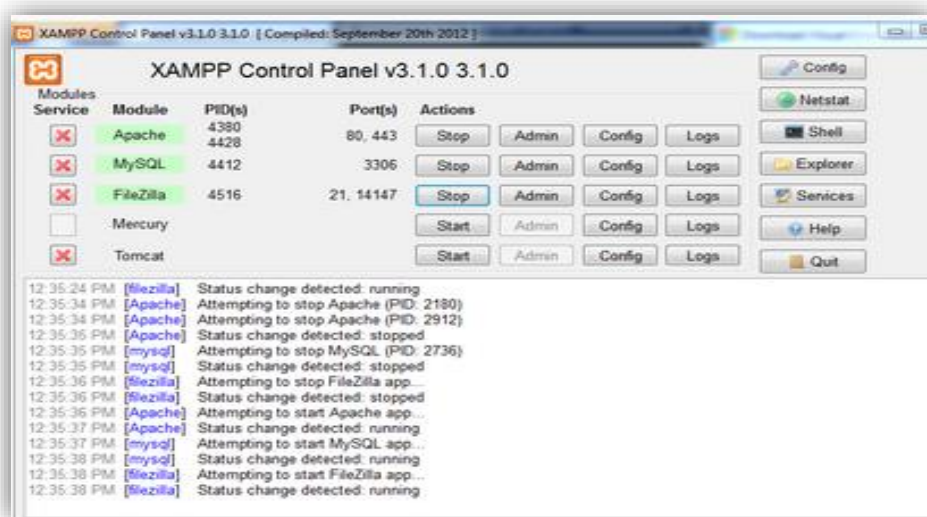 XAMPP Control Panel v3.1.0 3.1.0 [ Compiled: September 20th 2012 ]
XAMPP Control Panel v3.1.0 3.1.0
Config
Modules
Service Module PID(s) Port(s) Actions
Netstat
Apache 4380 4428 80, 443 Stop Admin Config Logs
Shell
MySQL 4412 3306 Stop Admin Config Logs
Explorer
FileZilla 4516 21, 14147 Stop Admin Config Logs
Services
Mercury Start Admin Config Logs
Help
Tomcat Start Admin Config Logs
Quit
12:35:24 PM [filezilla] Status change detected: running
12:35:34 PM [Apache] Attempting to stop Apache (PID: 2180)
12:35:34 PM [Apache] Attempting to stop Apache (PID: 2912)
12:35:35 PM [Apache] Status change detected: stopped
12:35:35 PM [mysql] Attempting to stop MySQL (PID: 2736)
12:35:35 PM [mysql] Status change detected: stopped
12:35:36 PM [filezilla] Attempting to stop FileZilla app...
12:35:36 PM [filezilla] Status change detected: stopped
12:35:36 PM [Apache] Attempting to start Apache app...
12:35:37 PM [Apache] Status change detected: running
12:35:37 PM [mysql] Attempting to start MySQL app...
12:35:38 PM [mysql] Status change detected: running
12:35:38 PM [filezilla] Attempting to start FileZilla app...
12:35:38 PM [filezilla] Status change detected: running